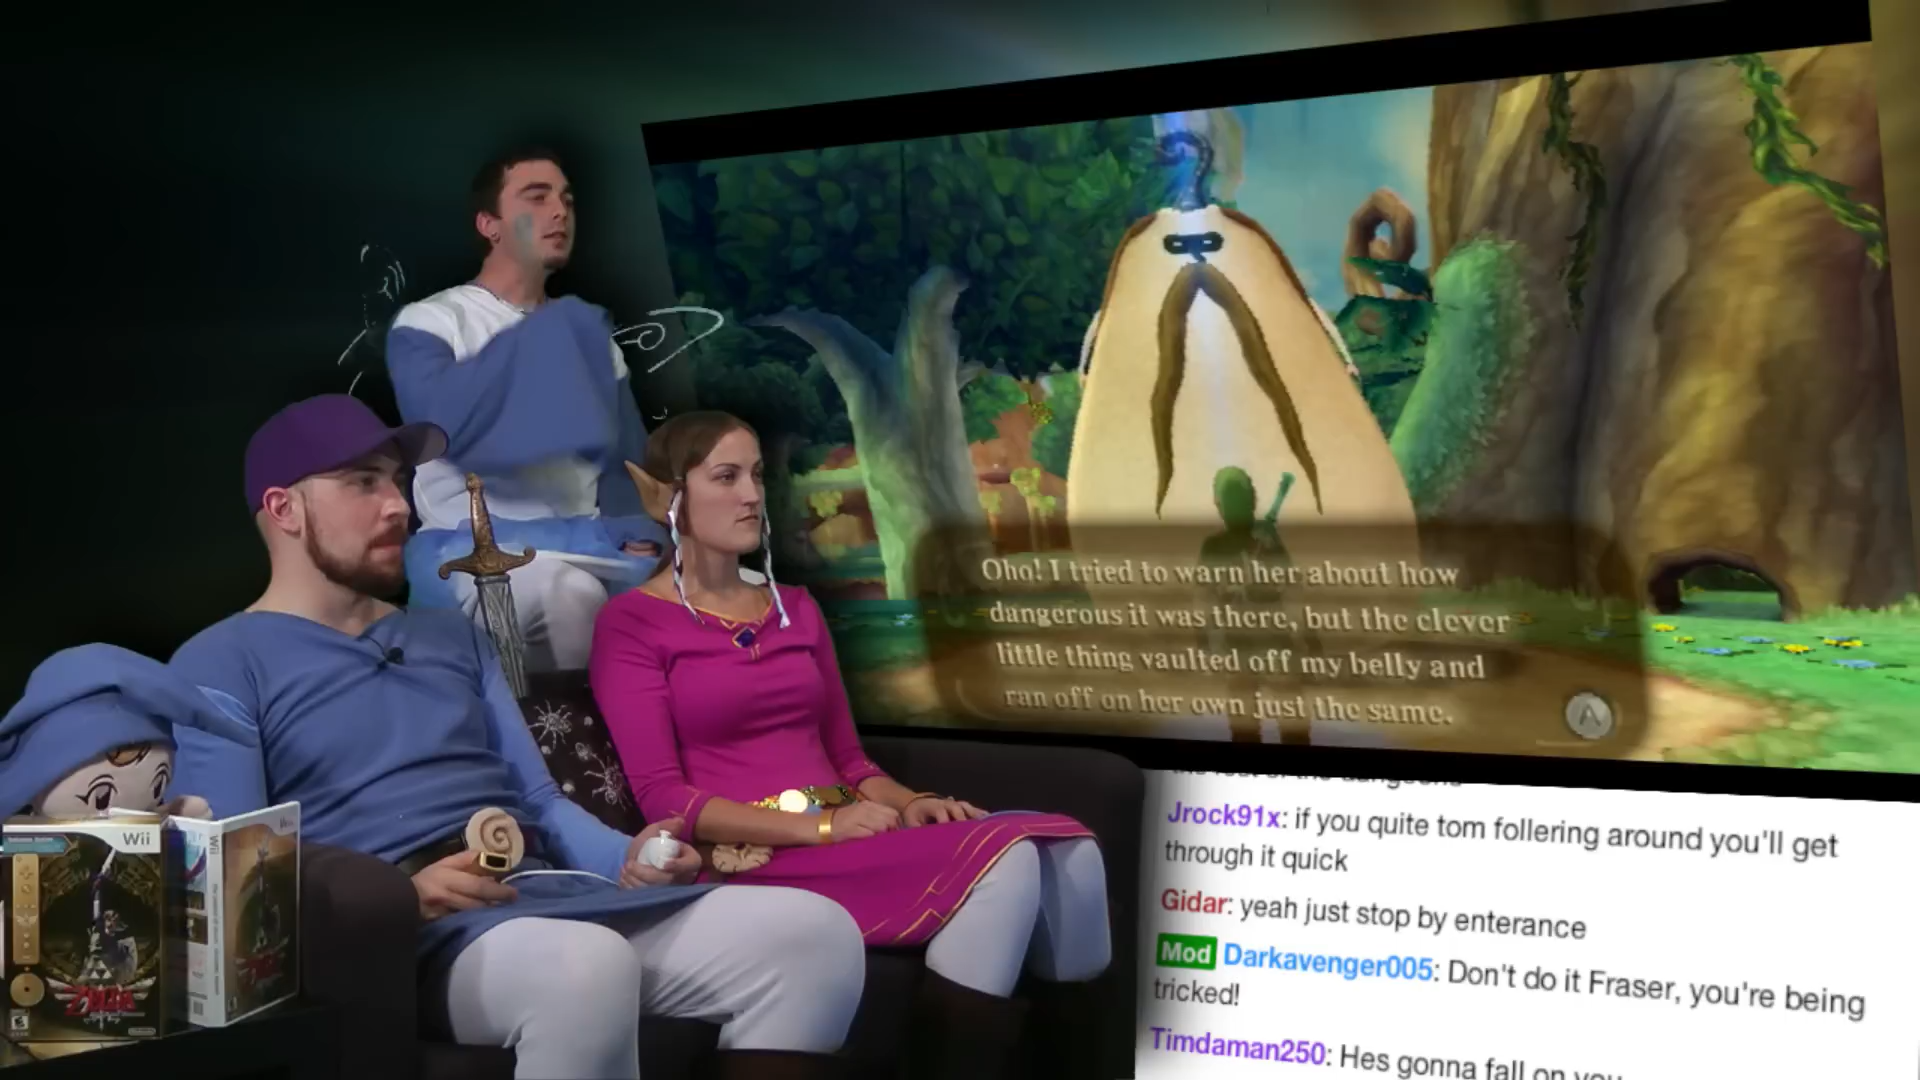 Oho! I tried to warn her about how
dangerous it was there, but the clever
little thing vaulted off my belly and
ran off on her own just the same.
A
Jrock91x: if you quite tom follering around you'll get
through it quick
Gidar: yeah just stop by enterance
Mod Darkavenger005: Don't do it Fraser, you're being
tricked!
Timdaman250: Hes gonna fall on you
Wii
Wii
ZELDA